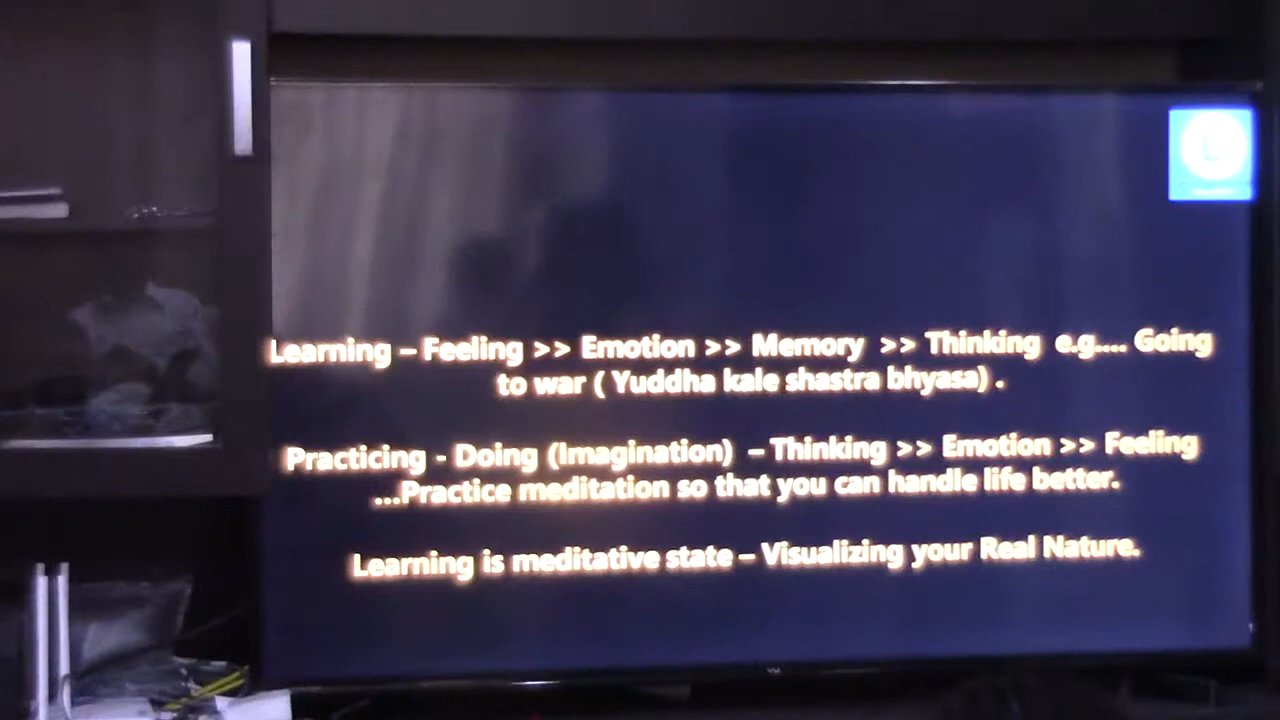 Learning – Feeling >> Emotion >> Memory >> Thinking e.g.... Going
to war ( Yuddha kale shastra bhyasa) .
Practicing - Doing (Imagination) – Thinking >> Emotion >> Feeling
...Practice meditation so that you can handle life better.
Learning is meditative state – Visualizing your Real Nature.